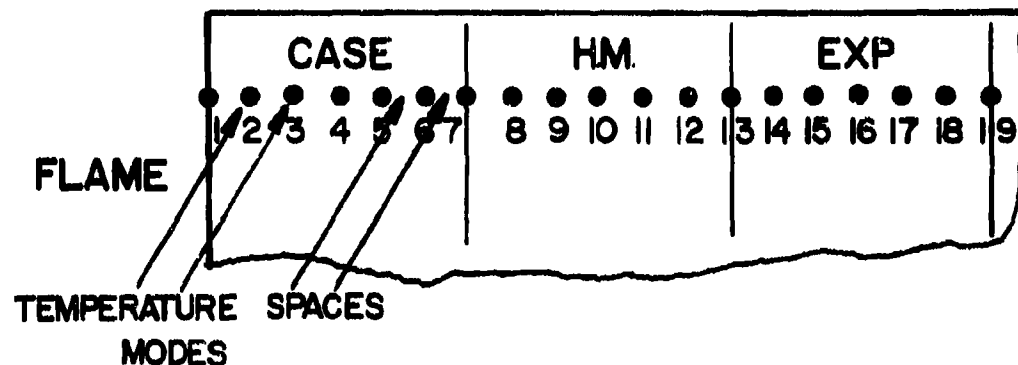 CASE H.M. EXP
1 2 3 4 5 6 7 8 9 10 11 12 13 14 15 16 17 18 19
FLAME
TEMPERATURE SPACES
MODES